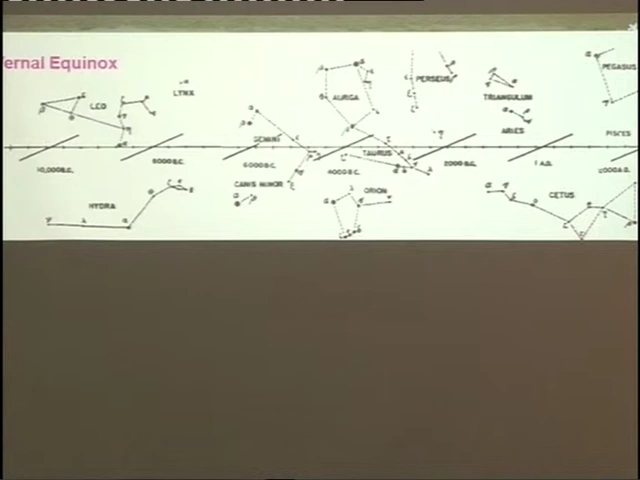 ernal Equinox
LEO
LYNX
AURIGA
PERSEUS
TRIANGULUM
PEGASUS
GEMINI
TAURUS
ARIES
PISCES
10,000 B.C.
8000 B.C.
6000 B.C.
4000 B.C.
2000 B.C.
1 A.D.
2000 A.D.
HYDRA
CANIS MINOR
ORION
CETUS